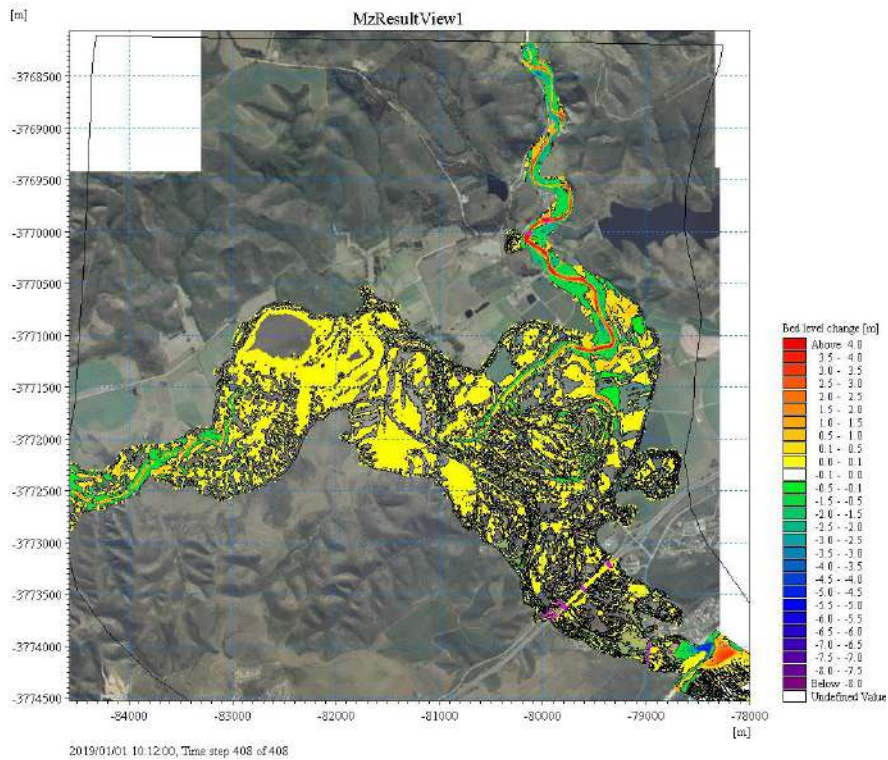 [m]
MzResultView1
-3768500
-3769000
-3769500
-3770000
-3770500
-3771000
-3771500
-3772000
-3772500
-3773000
-3773500
-3774000
-3774500
-84000 -83000 -82000 -81000 -80000 -79000 -78000
[m]
Bed level change [m]
Above 4.0
3.5 - 4.0
3.0 - 3.5
2.5 - 3.0
2.0 - 2.5
1.5 - 2.0
1.0 - 1.5
0.5 - 1.0
0.1 - 0.5
0.0 - 0.1
-0.1 - 0.0
-0.5 - -0.1
-1.0 - -0.5
-1.5 - -1.0
-2.0 - -1.5
-2.5 - -2.0
-3.0 - -2.5
-3.5 - -3.0
-4.0 - -3.5
-4.5 - -4.0
-5.0 - -4.5
-5.5 - -5.0
-6.0 - -5.5
-6.5 - -6.0
-7.0 - -6.5
-7.5 - -7.0
-8.0 - -7.5
Below -8.0
Undefined Value
2019/01/01 10:12:00, Time step 408 of 408